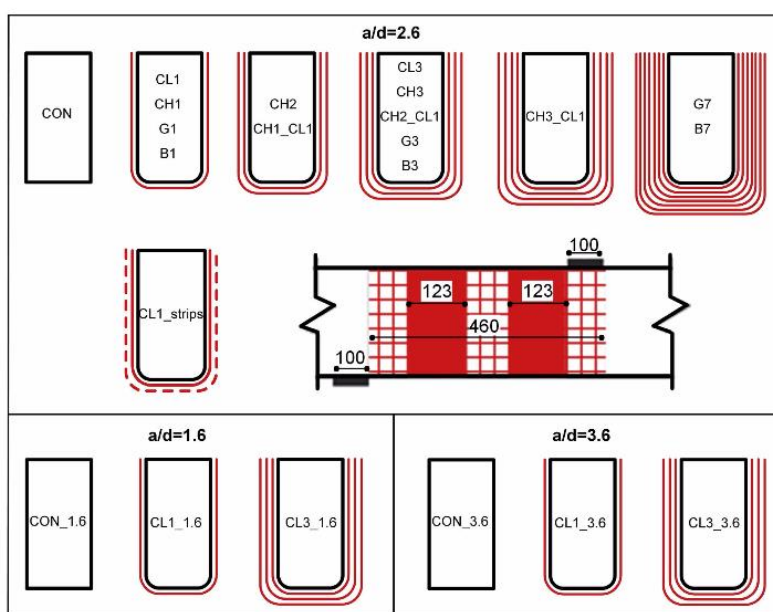 a/d=2.6
CON
CL1
CH1
G1
B1
CH2
CH1_CL1
CL3
CH3
CH2_CL1
G3
B3
CH3_CL1
G7
B7
CL1_strips
100
123
123
460
100
a/d=1.6
CON_1.6
CL1_1.6
CL3_1.6
a/d=3.6
CON_3.6
CL1_3.6
CL3_3.6